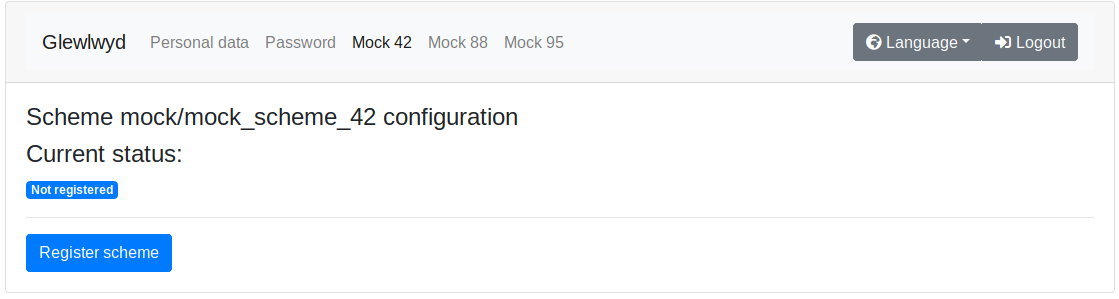 Glewlwyd Personal data Password Mock 42 Mock 88 Mock 95 Language Logout
Scheme mock/mock_scheme_42 configuration
Current status:
Not registered
Register scheme